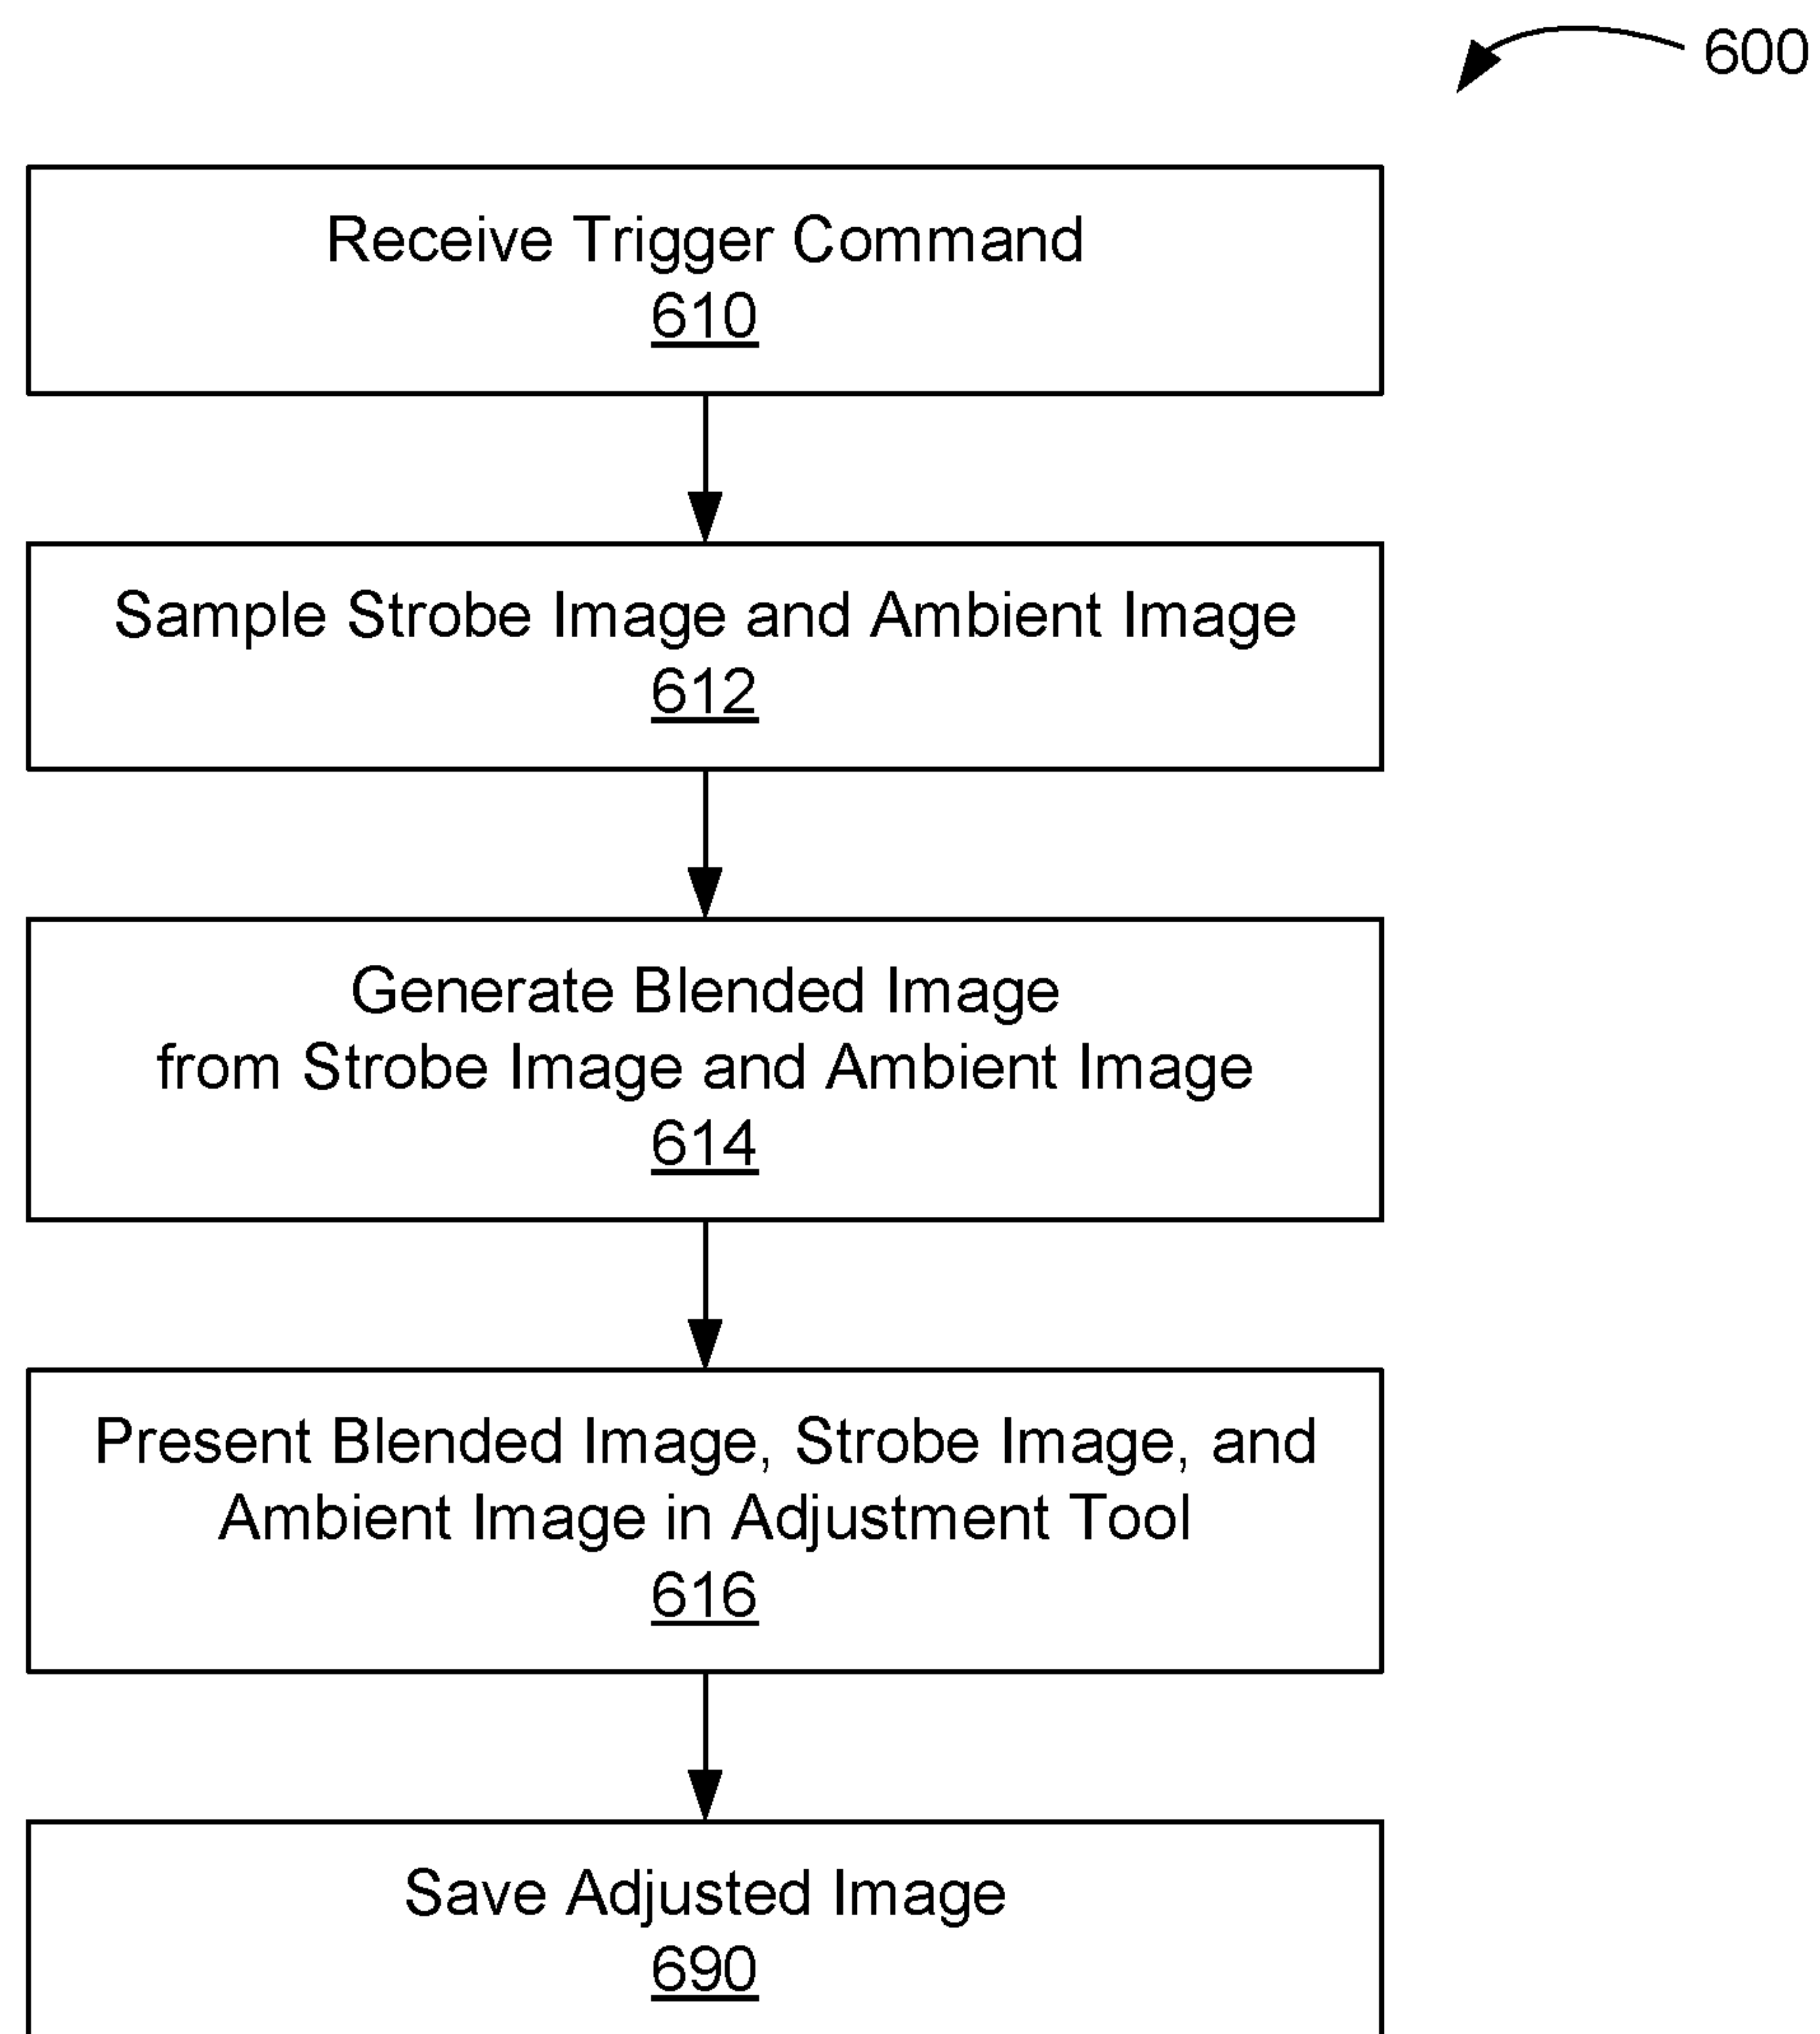 600
Receive Trigger Command
610
Sample Strobe Image and Ambient Image
612
Generate Blended Image
from Strobe Image and Ambient Image
614
Present Blended Image, Strobe Image, and
Ambient Image in Adjustment Tool
616
Save Adjusted Image
690